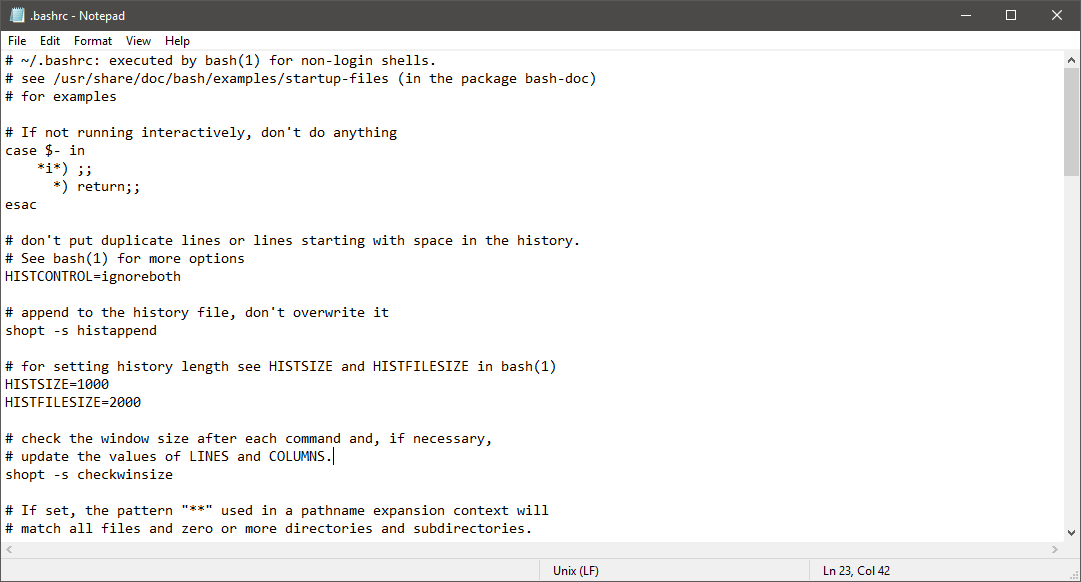 .bashrc - Notepad
File Edit Format View Help
# ~/.bashrc: executed by bash(1) for non-login shells.
# see /usr/share/doc/bash/examples/startup-files (in the package bash-doc)
# for examples

# If not running interactively, don't do anything
case $- in
    *i*) ;;
      *) return;;
esac

# don't put duplicate lines or lines starting with space in the history.
# See bash(1) for more options
HISTCONTROL=ignoreboth

# append to the history file, don't overwrite it
shopt -s histappend

# for setting history length see HISTSIZE and HISTFILESIZE in bash(1)
HISTSIZE=1000
HISTFILESIZE=2000

# check the window size after each command and, if necessary,
# update the values of LINES and COLUMNS.
shopt -s checkwinsize

# If set, the pattern "**" used in a pathname expansion context will
# match all files and zero or more directories and subdirectories.
Unix (LF) Ln 23, Col 42